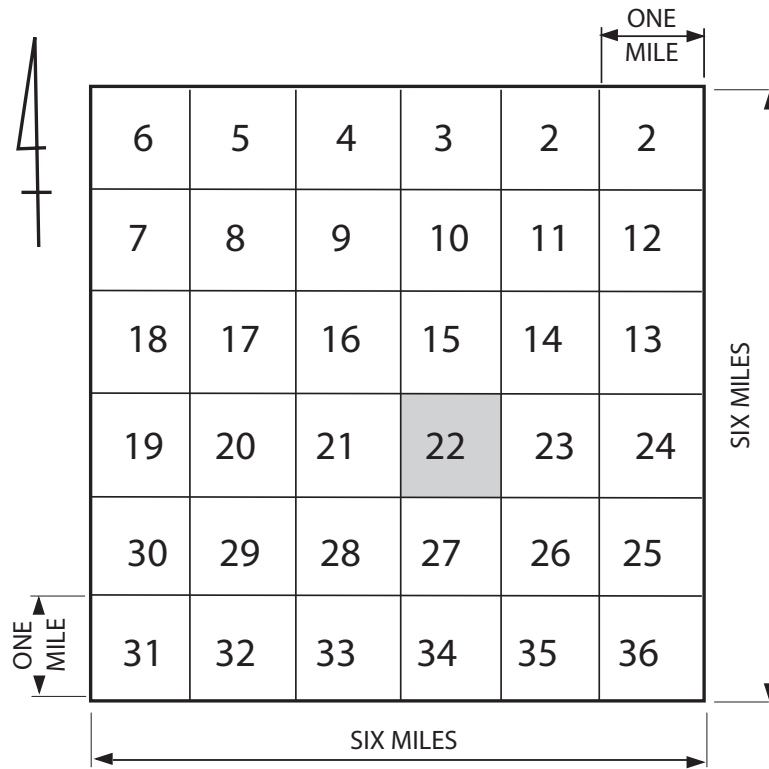 ONE
MILE
6 5 4 3 2 2
7 8 9 10 11 12
18 17 16 15 14 13
SIX MILES
19 20 21 22 23 24
30 29 28 27 26 25
ONE
MILE
31 32 33 34 35 36
SIX MILES